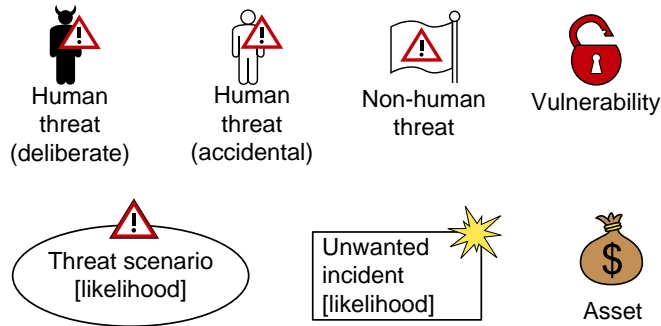 Human
threat
(deliberate)
Human
threat
(accidental)
Non-human
threat
Vulnerability
Threat scenario
[likelihood]
Unwanted
incident
[likelihood]
$
Asset